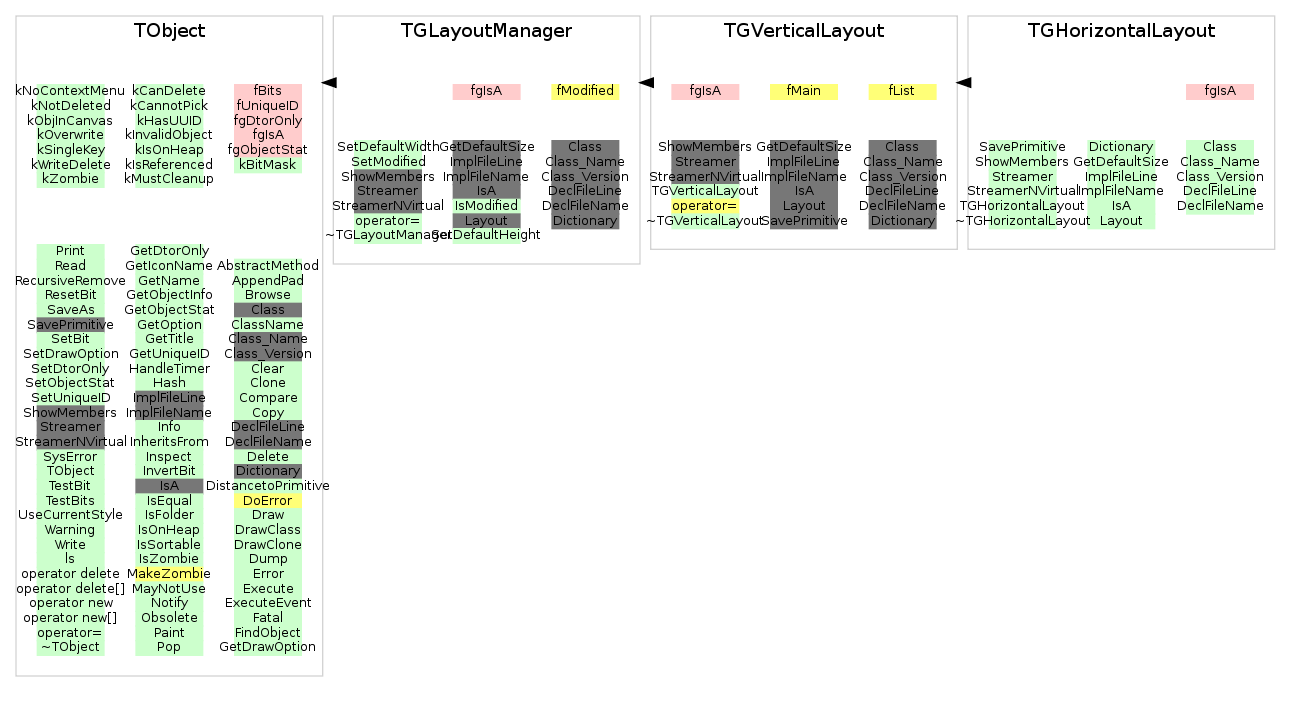 TObject
kNoContextMenu kCanDelete fBits
kNotDeleted kCannotPick fUniqueID
kObjInCanvas kHasUUID fgDtorOnly
kOverwrite kInvalidObject fgIsA
kSingleKey kIsOnHeap fgObjectStat
kWriteDelete kIsReferenced kBitMask
kZombie kMustCleanup
Print GetDtorOnly
Read GetIconName AbstractMethod
RecursiveRemove GetName AppendPad
ResetBit GetObjectInfo Browse
SaveAs GetObjectStat Class
SavePrimitive GetOption ClassName
SetBit GetTitle Class_Name
SetDrawOption GetUniqueID Class_Version
SetDtorOnly HandleTimer Clear
SetObjectStat Hash Clone
SetUniqueID ImplFileLine Compare
ShowMembers ImplFileName Copy
Streamer Info DeclFileLine
StreamerNVirtual InheritsFrom DeclFileName
SysError Inspect Delete
TObject InvertBit Dictionary
TestBit IsA DistancetoPrimitive
TestBits IsEqual DoError
UseCurrentStyle IsFolder Draw
Warning IsOnHeap DrawClass
Write IsSortable DrawClone
ls IsZombie Dump
operator delete MakeZombie Error
operator delete[] MayNotUse Execute
operator new Notify ExecuteEvent
operator new[] Obsolete Fatal
operator= Paint FindObject
~TObject Pop GetDrawOption
TGLayoutManager
fgIsA fModified
SetDefaultWidth GetDefaultSize Class
SetModified ImplFileLine Class_Name
ShowMembers ImplFileName Class_Version
Streamer IsA DeclFileLine
StreamerNVirtual IsModified DeclFileName
operator= Layout Dictionary
~TGLayoutManager SetDefaultHeight
TGVerticalLayout
fgIsA fMain fList
ShowMembers GetDefaultSize Class
Streamer ImplFileLine Class_Name
StreamerNVirtual ImplFileName Class_Version
TGVerticalLayout IsA DeclFileLine
operator= Layout DeclFileName
~TGVerticalLayout SavePrimitive Dictionary
TGHorizontalLayout
fgIsA
SavePrimitive Dictionary Class
ShowMembers GetDefaultSize Class_Name
Streamer ImplFileLine Class_Version
StreamerNVirtual ImplFileName DeclFileLine
TGHorizontalLayout IsA DeclFileName
~TGHorizontalLayout Layout